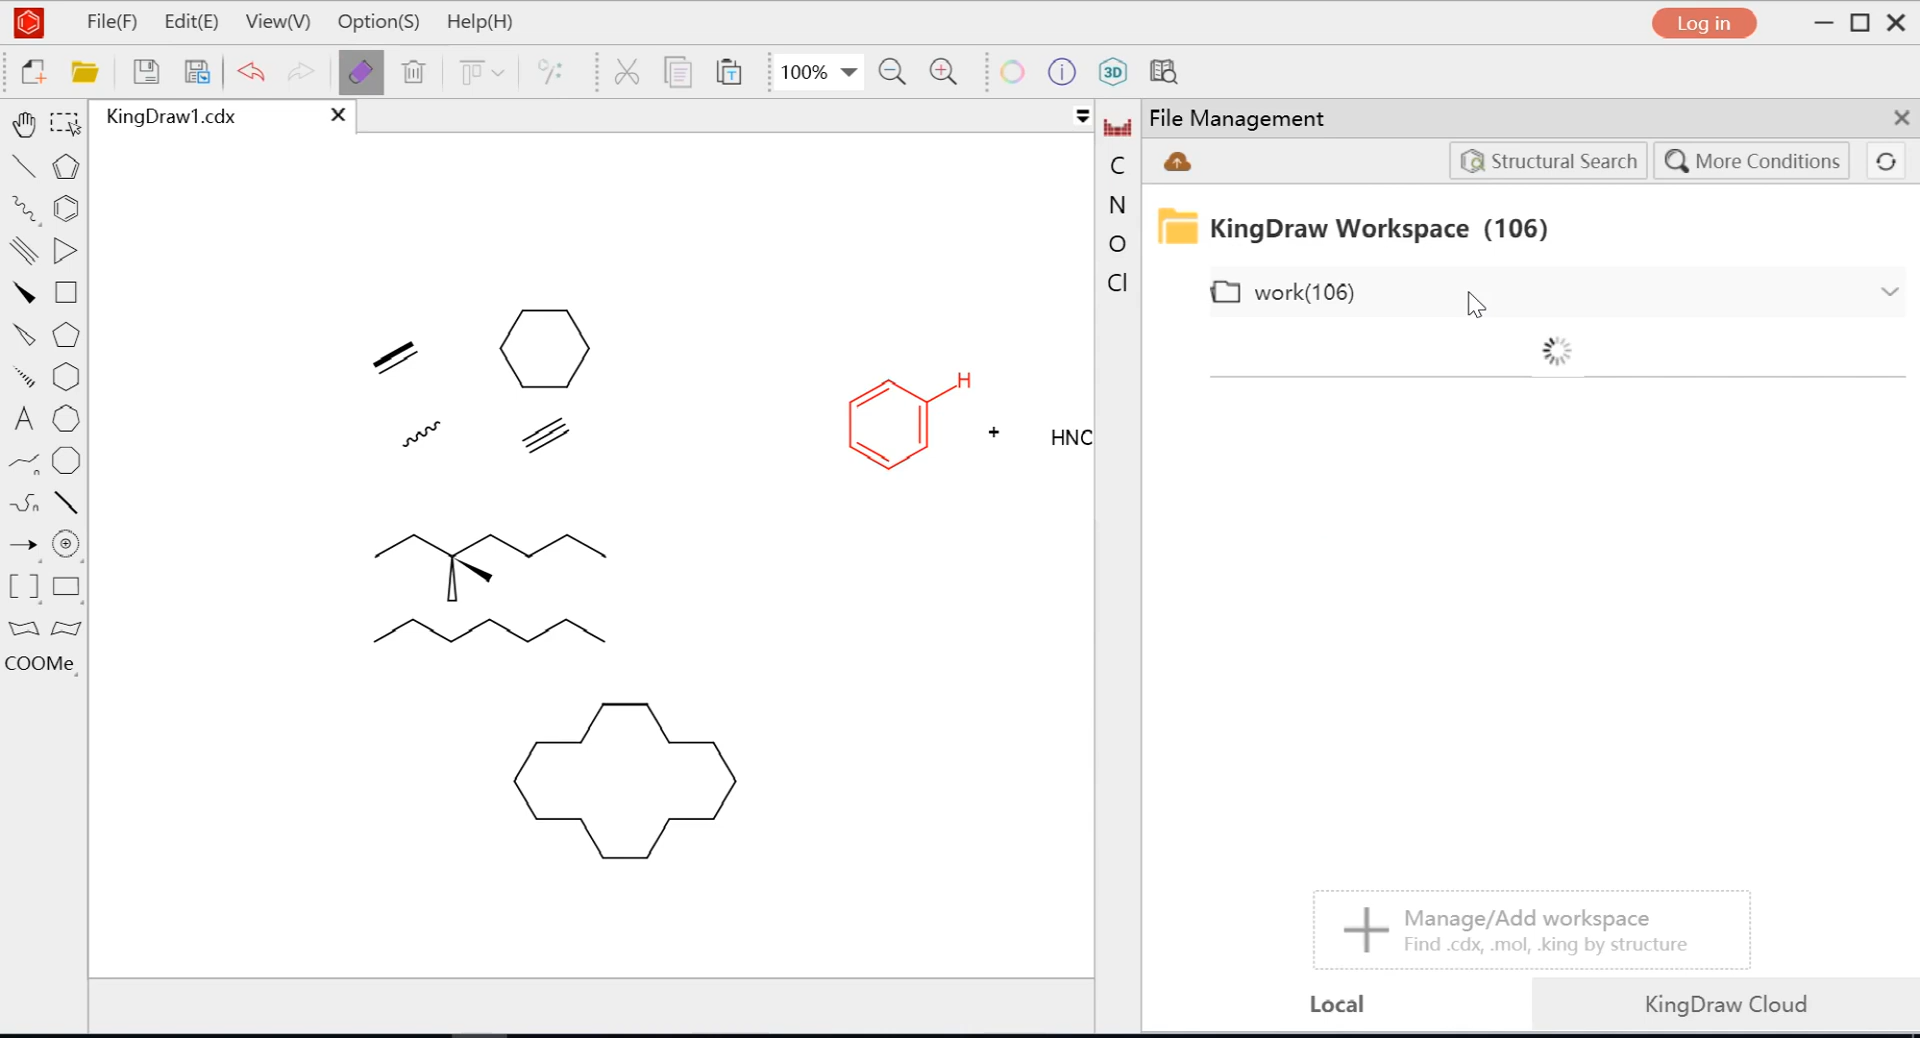 File(F) Edit(E) View(V) Option(S) Help(H)
Log in
100%
3D
KingDraw1.cdx
C
N
O
Cl
A
n
n
COOMe
H
+
HNC
File Management
Structural Search
More Conditions
KingDraw Workspace (106)
work(106)
Manage/Add workspace
Find .cdx, .mol, .king by structure
Local
KingDraw Cloud